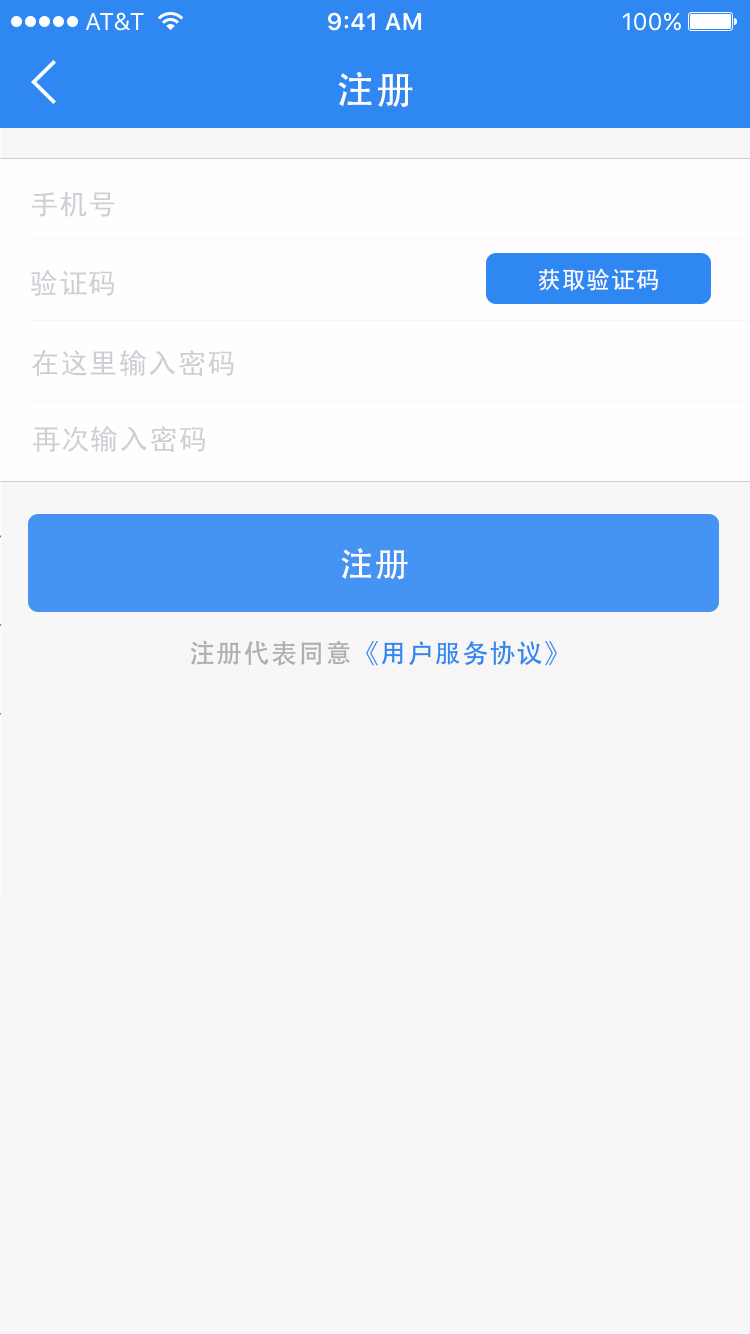 AT&T 9:41 AM 100%
注册
手机号
验证码 获取验证码
在这里输入密码
再次输入密码
注册
注册代表同意《用户服务协议》